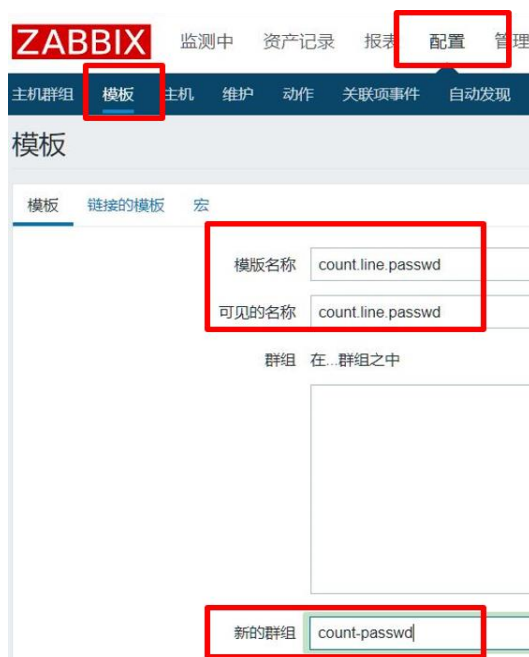 ZABBIX 监测中 资产记录 报表 配置 管理
主机群组 模板 主机 维护 动作 关联项事件 自动发现
模板
模板 链接的模板 宏
模版名称 count.line.passwd
可见的名称 count.line.passwd
群组 在...群组之中
新的群组 count-passwd